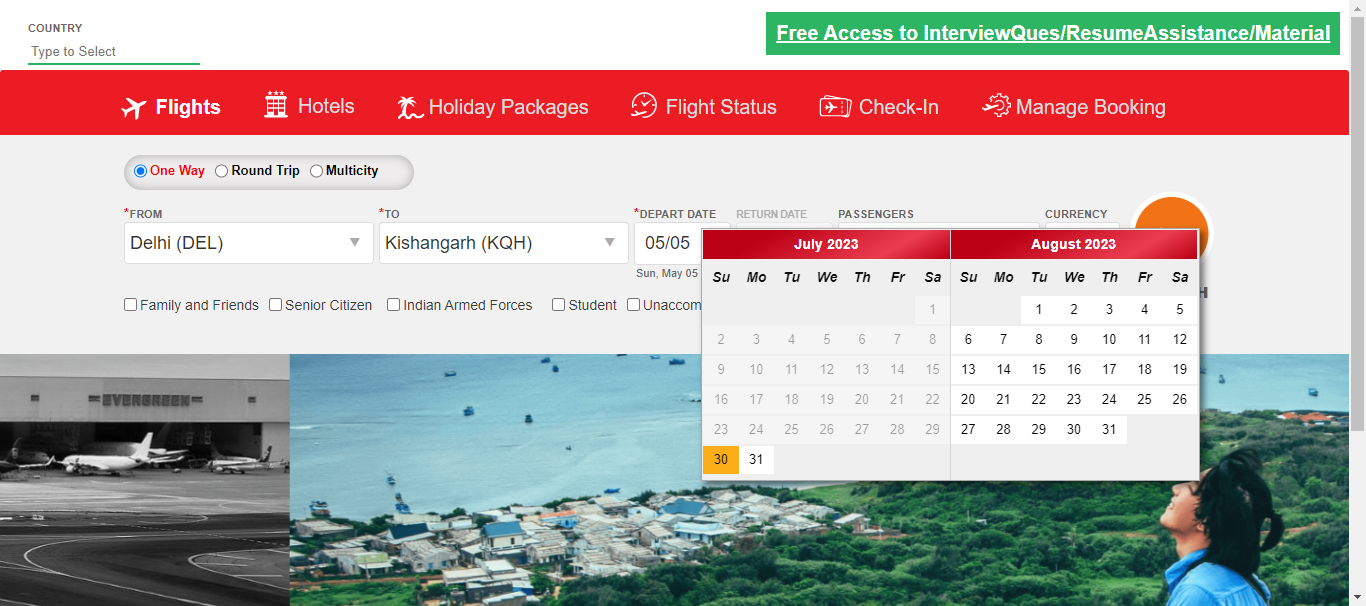 COUNTRY
Type to Select
Free Access to InterviewQues/ResumeAssistance/Material
Flights Hotels Holiday Packages Flight Status Check-In Manage Booking
One Way Round Trip Multicity
*FROM *TO *DEPART DATE RETURN DATE PASSENGERS CURRENCY
Delhi (DEL) Kishangarh (KQH) 05/05
Sun, May 05
Family and Friends Senior Citizen Indian Armed Forces Student Unaccom
H
July 2023 August 2023
Su Mo Tu We Th Fr Sa Su Mo Tu We Th Fr Sa
1 1 2 3 4 5
2 3 4 5 6 7 8 6 7 8 9 10 11 12
9 10 11 12 13 14 15 13 14 15 16 17 18 19
16 17 18 19 20 21 22 20 21 22 23 24 25 26
23 24 25 26 27 28 29 27 28 29 30 31
30 31
EVERGREEN